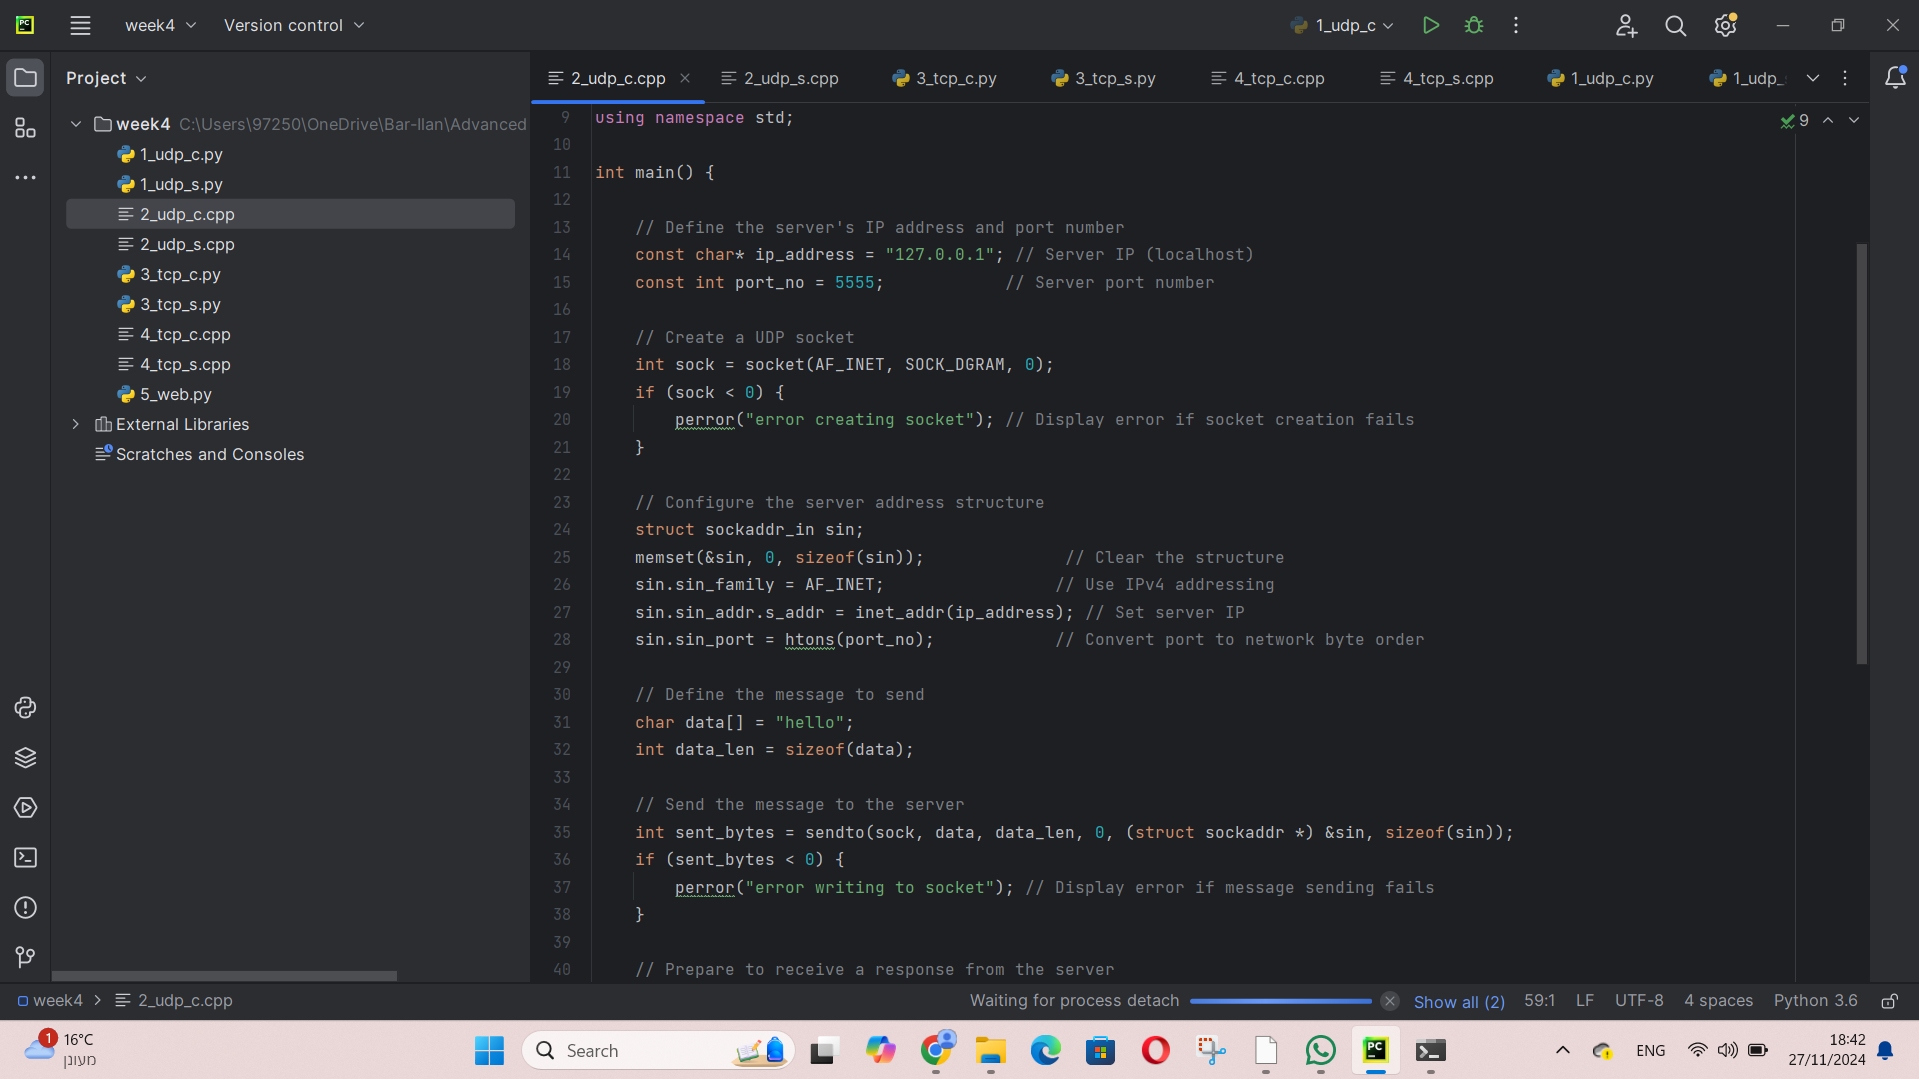 week4
Version control
1_udp_c
Project
2_udp_c.cpp
2_udp_s.cpp
3_tcp_c.py
3_tcp_s.py
4_tcp_c.cpp
4_tcp_s.cpp
1_udp_c.py
1_udp_
week4 C:\Users\97250\OneDrive\Bar-Ilan\Advanced
1_udp_c.py
1_udp_s.py
2_udp_c.cpp
2_udp_s.cpp
3_tcp_c.py
3_tcp_s.py
4_tcp_c.cpp
4_tcp_s.cpp
5_web.py
External Libraries
Scratches and Consoles
9
9 using namespace std;
10
11 int main() {
12
13 // Define the server's IP address and port number
14 const char* ip_address = "127.0.0.1"; // Server IP (localhost)
15 const int port_no = 5555; // Server port number
16
17 // Create a UDP socket
18 int sock = socket(AF_INET, SOCK_DGRAM, 0);
19 if (sock < 0) {
20 perror("error creating socket"); // Display error if socket creation fails
21 }
22
23 // Configure the server address structure
24 struct sockaddr_in sin;
25 memset(&sin, 0, sizeof(sin)); // Clear the structure
26 sin.sin_family = AF_INET; // Use IPv4 addressing
27 sin.sin_addr.s_addr = inet_addr(ip_address); // Set server IP
28 sin.sin_port = htons(port_no); // Convert port to network byte order
29
30 // Define the message to send
31 char data[] = "hello";
32 int data_len = sizeof(data);
33
34 // Send the message to the server
35 int sent_bytes = sendto(sock, data, data_len, 0, (struct sockaddr *) &sin, sizeof(sin));
36 if (sent_bytes < 0) {
37 perror("error writing to socket"); // Display error if message sending fails
38 }
39
40 // Prepare to receive a response from the server
week4 > 2_udp_c.cpp
Waiting for process detach
Show all (2)
59:1
LF
UTF-8
4 spaces
Python 3.6
1
16°C
מעונן
Search
PC
ENG
18:42
27/11/2024